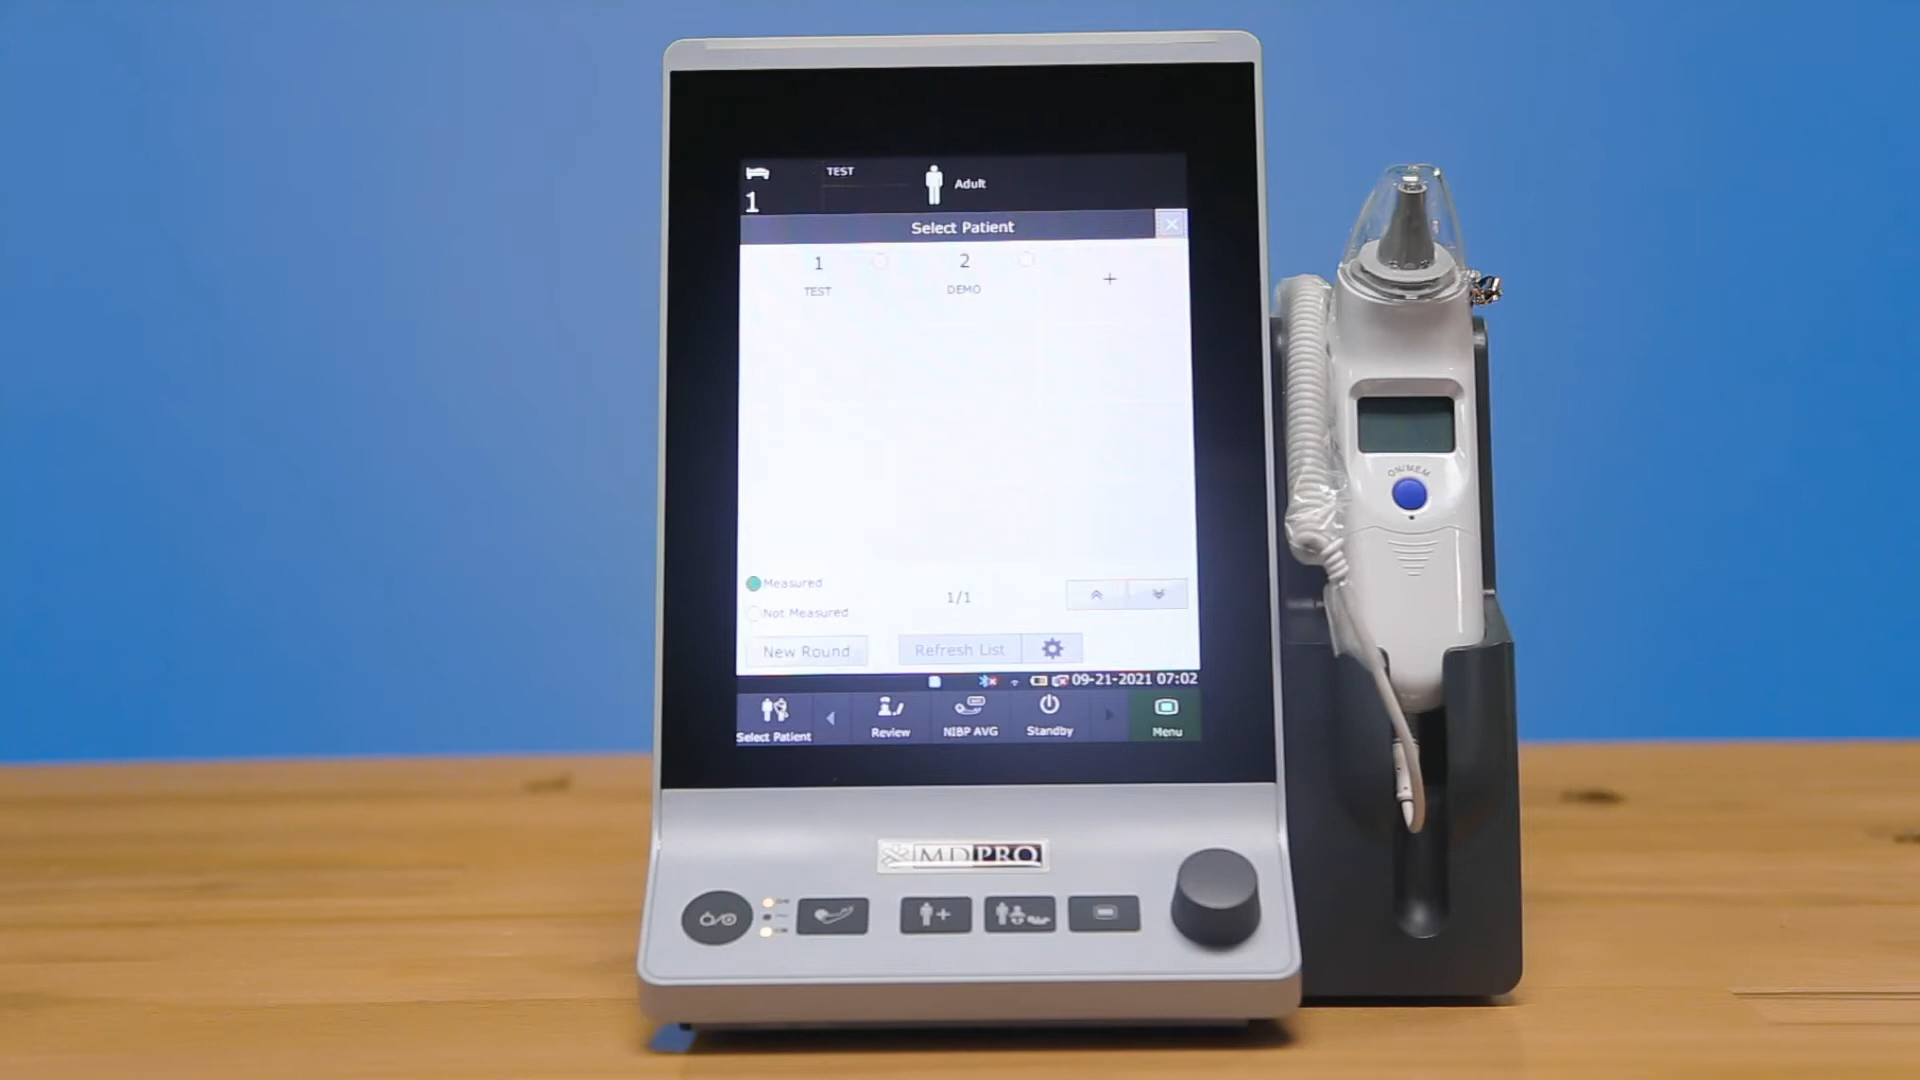 TEST
1
Adult
Select Patient
1
2
+
TEST
DEMO
Measured
1/1
Not Measured
New Round
Refresh List
09-21-2021 07:02
Select Patient
Review
NIBP AVG
Standby
Menu
MDPRO
ON/MEM